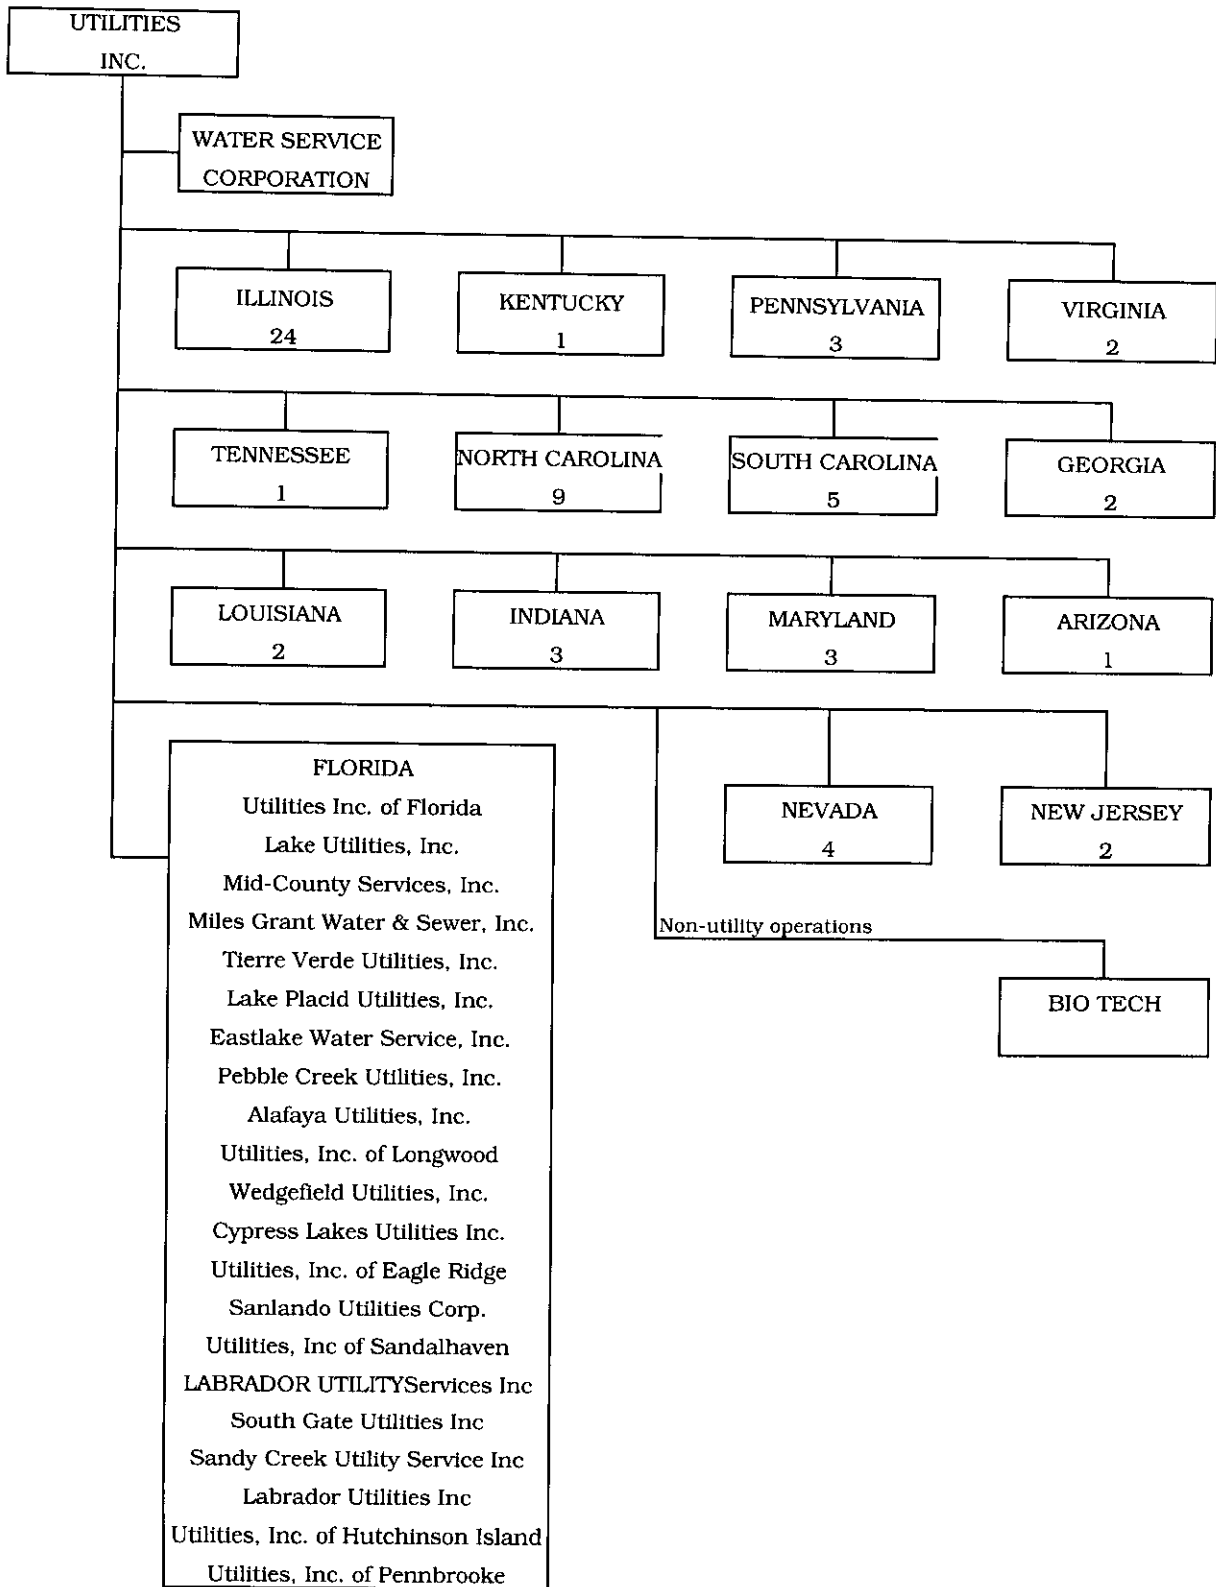 UTILITIES
INC.
WATER SERVICE
CORPORATION
ILLINOIS
24
KENTUCKY
1
PENNSYLVANIA
3
VIRGINIA
2
TENNESSEE
1
NORTH CAROLINA
9
SOUTH CAROLINA
5
GEORGIA
2
LOUISIANA
2
INDIANA
3
MARYLAND
3
ARIZONA
1
FLORIDA
Utilities Inc. of Florida
Lake Utilities, Inc.
Mid-County Services, Inc.
Miles Grant Water & Sewer, Inc.
Tierre Verde Utilities, Inc.
Lake Placid Utilities, Inc.
Eastlake Water Service, Inc.
Pebble Creek Utilities, Inc.
Alafaya Utilities, Inc.
Utilities, Inc. of Longwood
Wedgefield Utilities, Inc.
Cypress Lakes Utilities Inc.
Utilities, Inc. of Eagle Ridge
Sanlando Utilities Corp.
Utilities, Inc of Sandalhaven
LABRADOR UTILITYServices Inc
South Gate Utilities Inc
Sandy Creek Utility Service Inc
Labrador Utilities Inc
Utilities, Inc. of Hutchinson Island
Utilities, Inc. of Pennbrooke
NEVADA
4
NEW JERSEY
2
Non-utility operations
BIO TECH